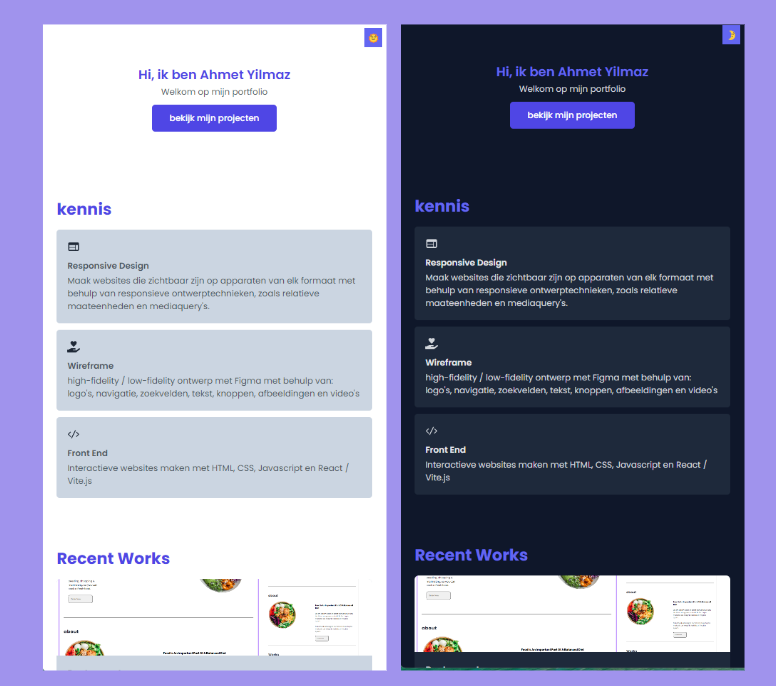 Hi, ik ben Ahmet Yilmaz
Welkom op mijn portfolio
bekijk mijn projecten
kennis
Responsive Design
Maak websites die zichtbaar zijn op apparaten van elk formaat met
behulp van responsieve ontwerptechnieken, zoals relatieve
maateenheden en mediaquery's.
Wireframe
high-fidelity / low-fidelity ontwerp met Figma met behulp van:
logo's, navigatie, zoekvelden, tekst, knoppen, afbeeldingen en video's
Front End
Interactieve websites maken met HTML, CSS, Javascript en React /
Vite.js
Recent Works
about
Hi, ik ben Ahmet Yilmaz
Welkom op mijn portfolio
bekijk mijn projecten
kennis
Responsive Design
Maak websites die zichtbaar zijn op apparaten van elk formaat met
behulp van responsieve ontwerptechnieken, zoals relatieve
maateenheden en mediaquery's.
Wireframe
high-fidelity / low-fidelity ontwerp met Figma met behulp van:
logo's, navigatie, zoekvelden, tekst, knoppen, afbeeldingen en video's
Front End
Interactieve websites maken met HTML, CSS, Javascript en React /
Vite.js
Recent Works
about